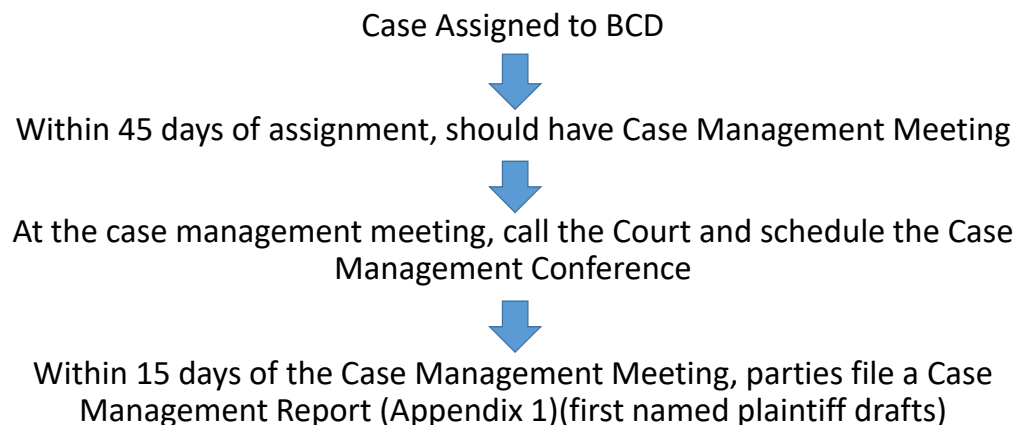 Case Assigned to BCD
Within 45 days of assignment, should have Case Management Meeting
At the case management meeting, call the Court and schedule the Case
Management Conference
Within 15 days of the Case Management Meeting, parties file a Case
Management Report (Appendix 1)(first named plaintiff drafts)